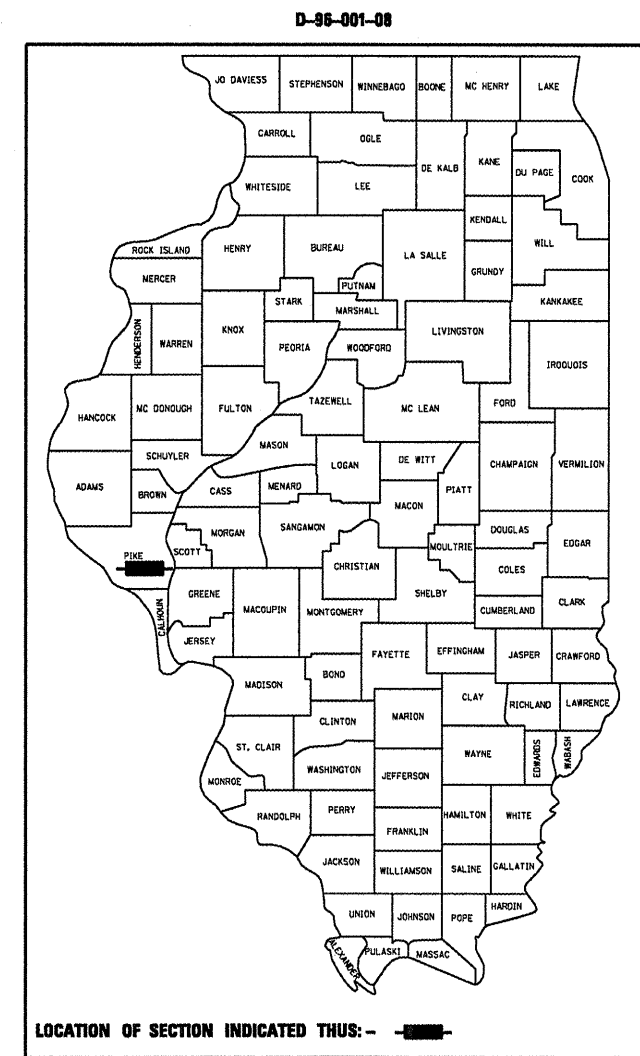 D-96-001-08
JO DAVIESS STEPHENSON WINNEBAGO BOONE MC HENRY LAKE
CARROLL OGLE
DE KALB KANE DU PAGE COOK
WHITESIDE LEE
KENDALL
WILL
ROCK ISLAND HENRY BUREAU LA SALLE
GRUNDY
MERCER PUTNAM
STARK MARSHALL KANKAKEE
HENDERSON WARREN KNOX PEORIA WOODFORD LIVINGSTON
IROQUOIS
HANCOCK MC DONOUGH FULTON TAZEWELL MC LEAN FORD
MASON
SCHUYLER LOGAN DE WITT CHAMPAIGN VERMILION
ADAMS BROWN CASS MENARD PIATT
MACON
MORGAN SANGAMON DOUGLAS
PIKE SCOTT MOULTRIE EDGAR
CHRISTIAN COLES
GREENE SHELBY
CALHOUN MACOUPIN MONTGOMERY CUMBERLAND CLARK
JERSEY
FAYETTE EFFINGHAM JASPER CRAWFORD
MADISON BOND
CLAY RICHLAND LAWRENCE
CLINTON MARION
ST. CLAIR WAYNE EDWARDS WABASH
MONROE WASHINGTON JEFFERSON
RANDOLPH PERRY HAMILTON WHITE
FRANKLIN
JACKSON WILLIAMSON SALINE GALLATIN
HARDIN
UNION JOHNSON POPE
ALEXANDER PULASKI MASSAC
LOCATION OF SECTION INDICATED THUS: -